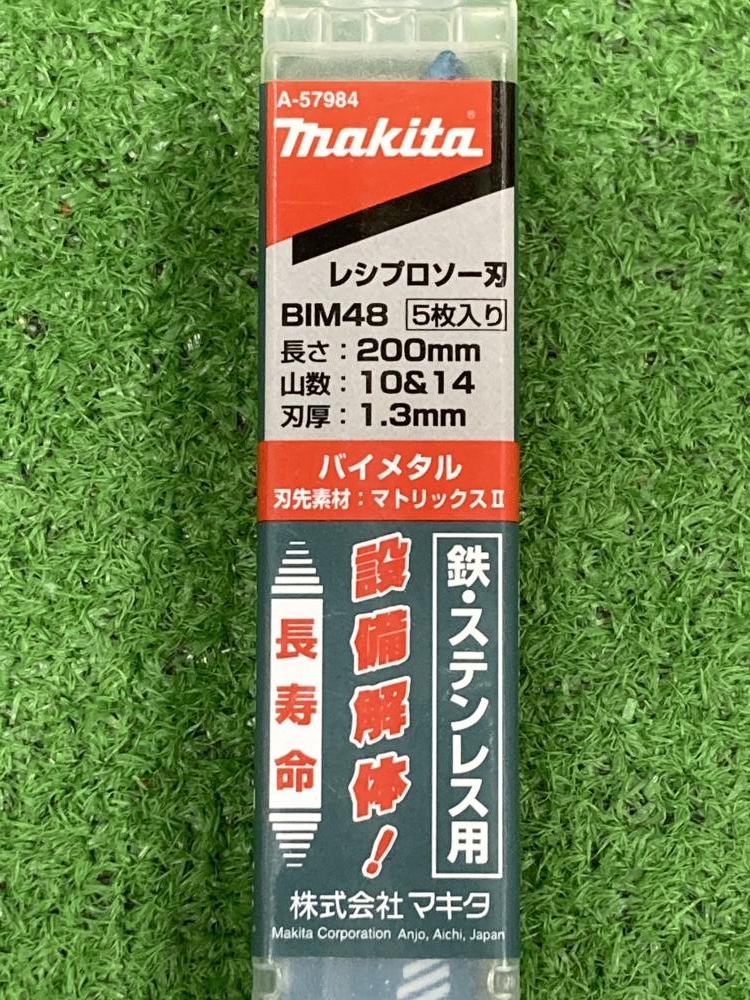 A-57984
makita®
レシプロソー刃
BIM48 5枚入り
長さ：200mm
山数：10&14
刃厚：1.3mm
バイメタル
刃先素材：マトリックスⅡ
鉄・ステンレス用
設備解体！
長寿命
株式会社マキタ
Makita Corporation Anjo, Aichi, Japan